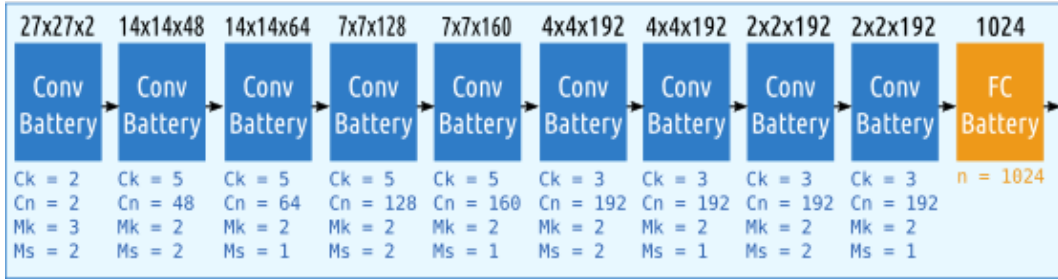 27x27x2 14x14x48 14x14x64 7x7x128 7x7x160 4x4x192 4x4x192 2x2x192 2x2x192 1024
Conv Conv Conv Conv Conv Conv Conv Conv Conv FC
Battery Battery Battery Battery Battery Battery Battery Battery Battery Battery
Ck = 2 Ck = 5 Ck = 5 Ck = 5 Ck = 5 Ck = 3 Ck = 3 Ck = 3 Ck = 3 n = 1024
Cn = 2 Cn = 48 Cn = 64 Cn = 128 Cn = 160 Cn = 192 Cn = 192 Cn = 192 Cn = 192
Mk = 3 Mk = 2 Mk = 2 Mk = 2 Mk = 2 Mk = 2 Mk = 2 Mk = 2 Mk = 2
Ms = 2 Ms = 2 Ms = 1 Ms = 2 Ms = 1 Ms = 2 Ms = 1 Ms = 2 Ms = 1